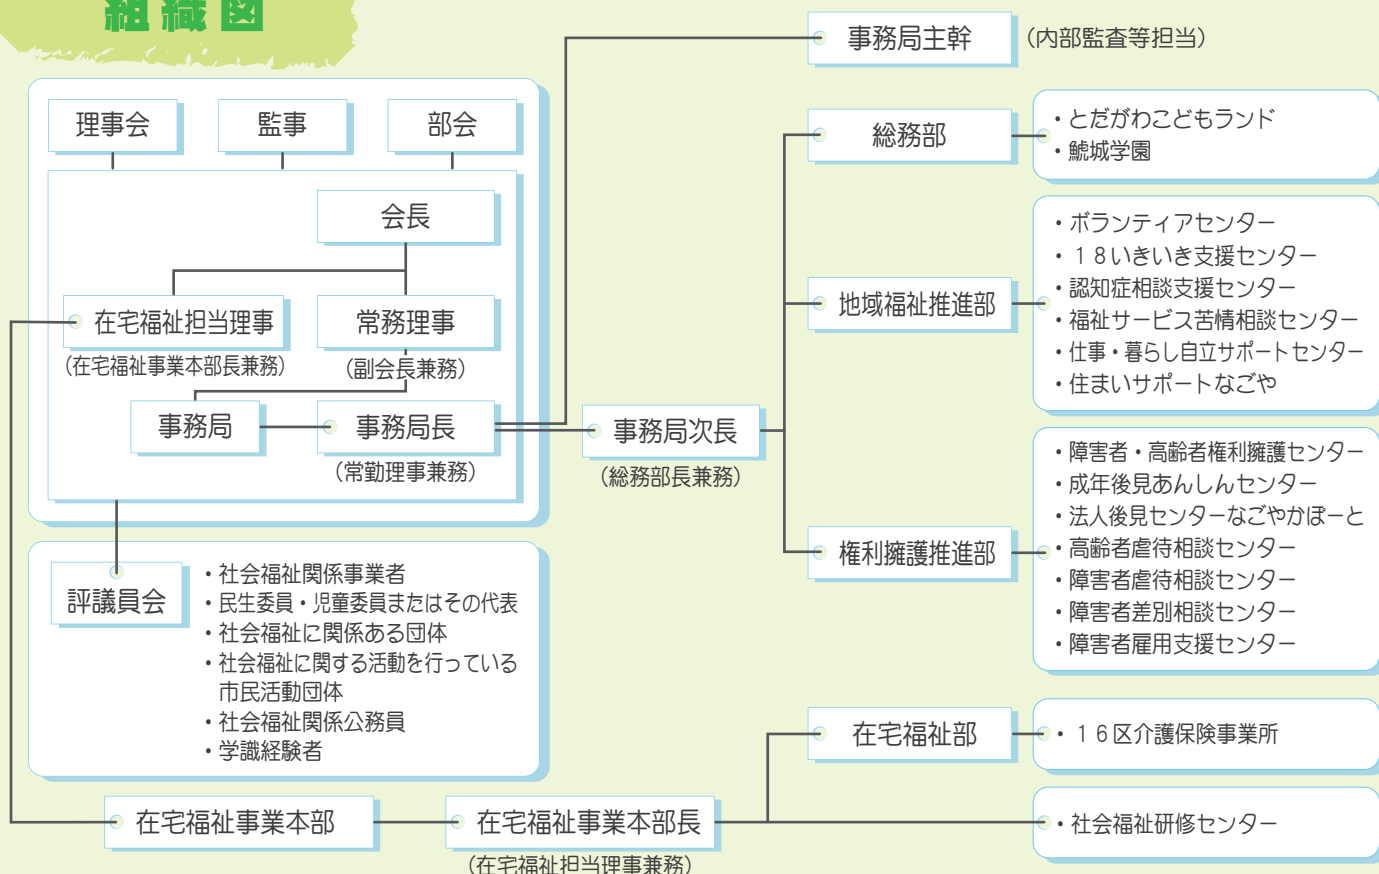 組織図
理事会
監事
部会
会長
在宅福祉担当理事
(在宅福祉事業本部長兼務)
常務理事
(副会長兼務)
事務局
事務局長
(常勤理事兼務)
評議員会
・社会福祉関係事業者
・民生委員・児童委員またはその代表
・社会福祉に関係ある団体
・社会福祉に関する活動を行っている
市民活動団体
・社会福祉関係公務員
・学識経験者
事務局次長
(総務部長兼務)
事務局主幹
(内部監査等担当)
総務部
・とだがわこどもランド
・鯱城学園
地域福祉推進部
・ボランティアセンター
・18いきいき支援センター
・認知症相談支援センター
・福祉サービス苦情相談センター
・仕事・暮らし自立サポートセンター
・住まいサポートなごや
権利擁護推進部
・障害者・高齢者権利擁護センター
・成年後見あんしんセンター
・法人後見センターなごやかぽーと
・高齢者虐待相談センター
・障害者虐待相談センター
・障害者差別相談センター
・障害者雇用支援センター
在宅福祉事業本部
在宅福祉事業本部長
(在宅福祉担当理事兼務)
在宅福祉部
・16区介護保険事業所
・社会福祉研修センター